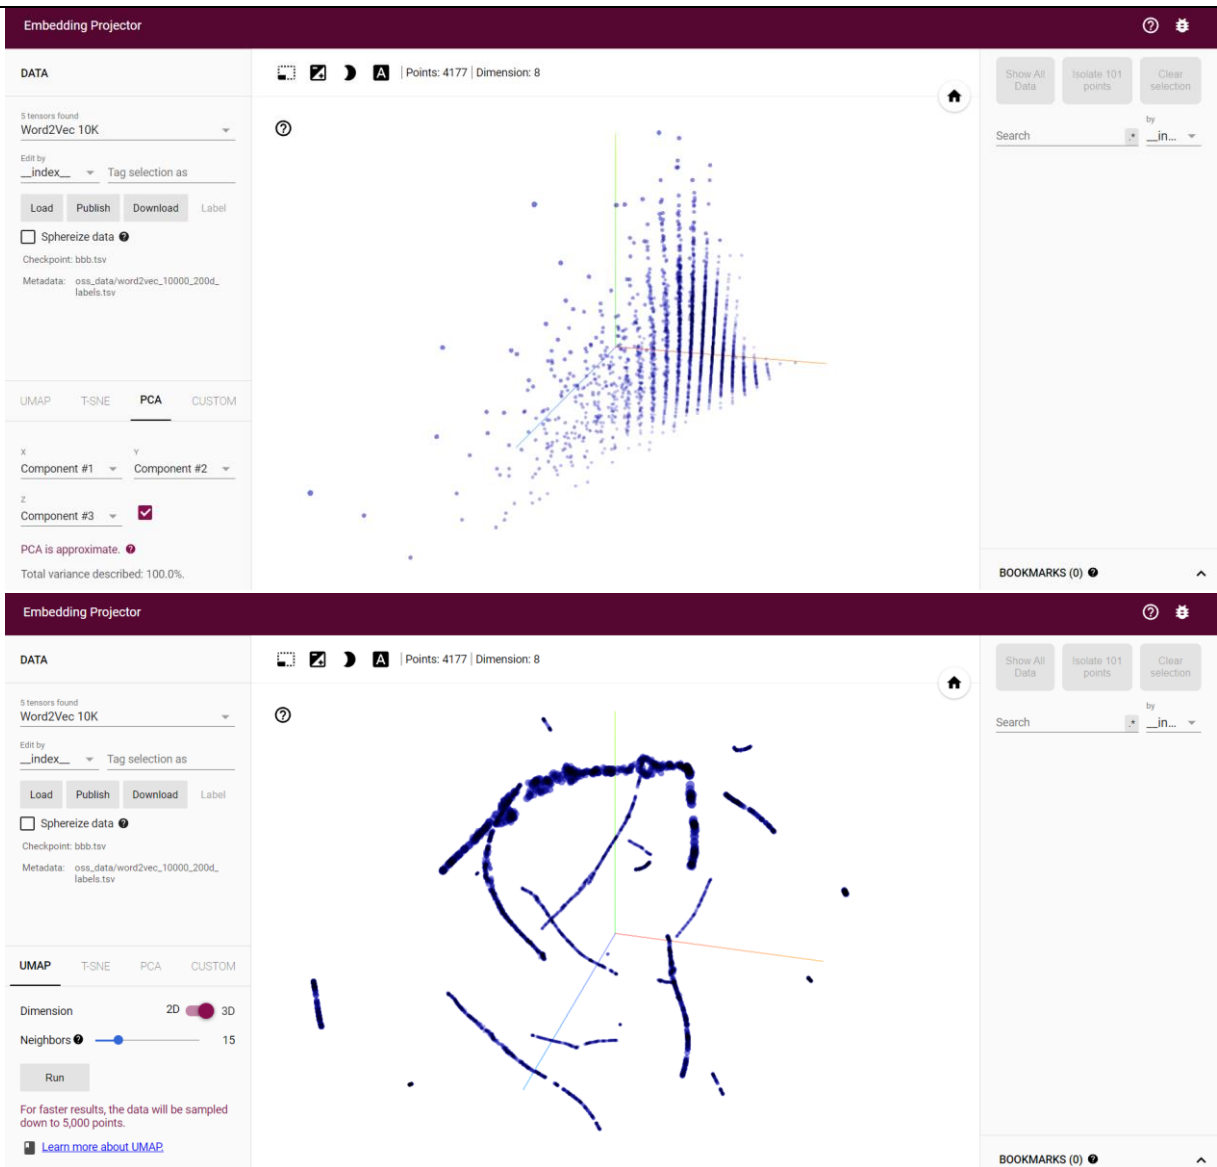 Embedding Projector
DATA
Points: 4177 | Dimension: 8
Show All Data
Isolate 101 points
Clear selection
5 tensors found
Word2Vec 10K
by
Search
.*
__in...
Edit by
__index__
Tag selection as
Load
Publish
Download
Label
Sphereize data
Checkpoint: bbb.tsv
Metadata: oss_data/word2vec_10000_200d_
labels.tsv
UMAP
T-SNE
PCA
CUSTOM
X
Y
Component #1
Component #2
Z
Component #3
PCA is approximate.
Total variance described: 100.0%.
BOOKMARKS (0)
Embedding Projector
DATA
Points: 4177 | Dimension: 8
Show All Data
Isolate 101 points
Clear selection
5 tensors found
Word2Vec 10K
by
Search
.*
__in...
Edit by
__index__
Tag selection as
Load
Publish
Download
Label
Sphereize data
Checkpoint: bbb.tsv
Metadata: oss_data/word2vec_10000_200d_
labels.tsv
UMAP
T-SNE
PCA
CUSTOM
Dimension
2D
3D
Neighbors
15
Run
For faster results, the data will be sampled
down to 5,000 points.
Learn more about UMAP.
BOOKMARKS (0)